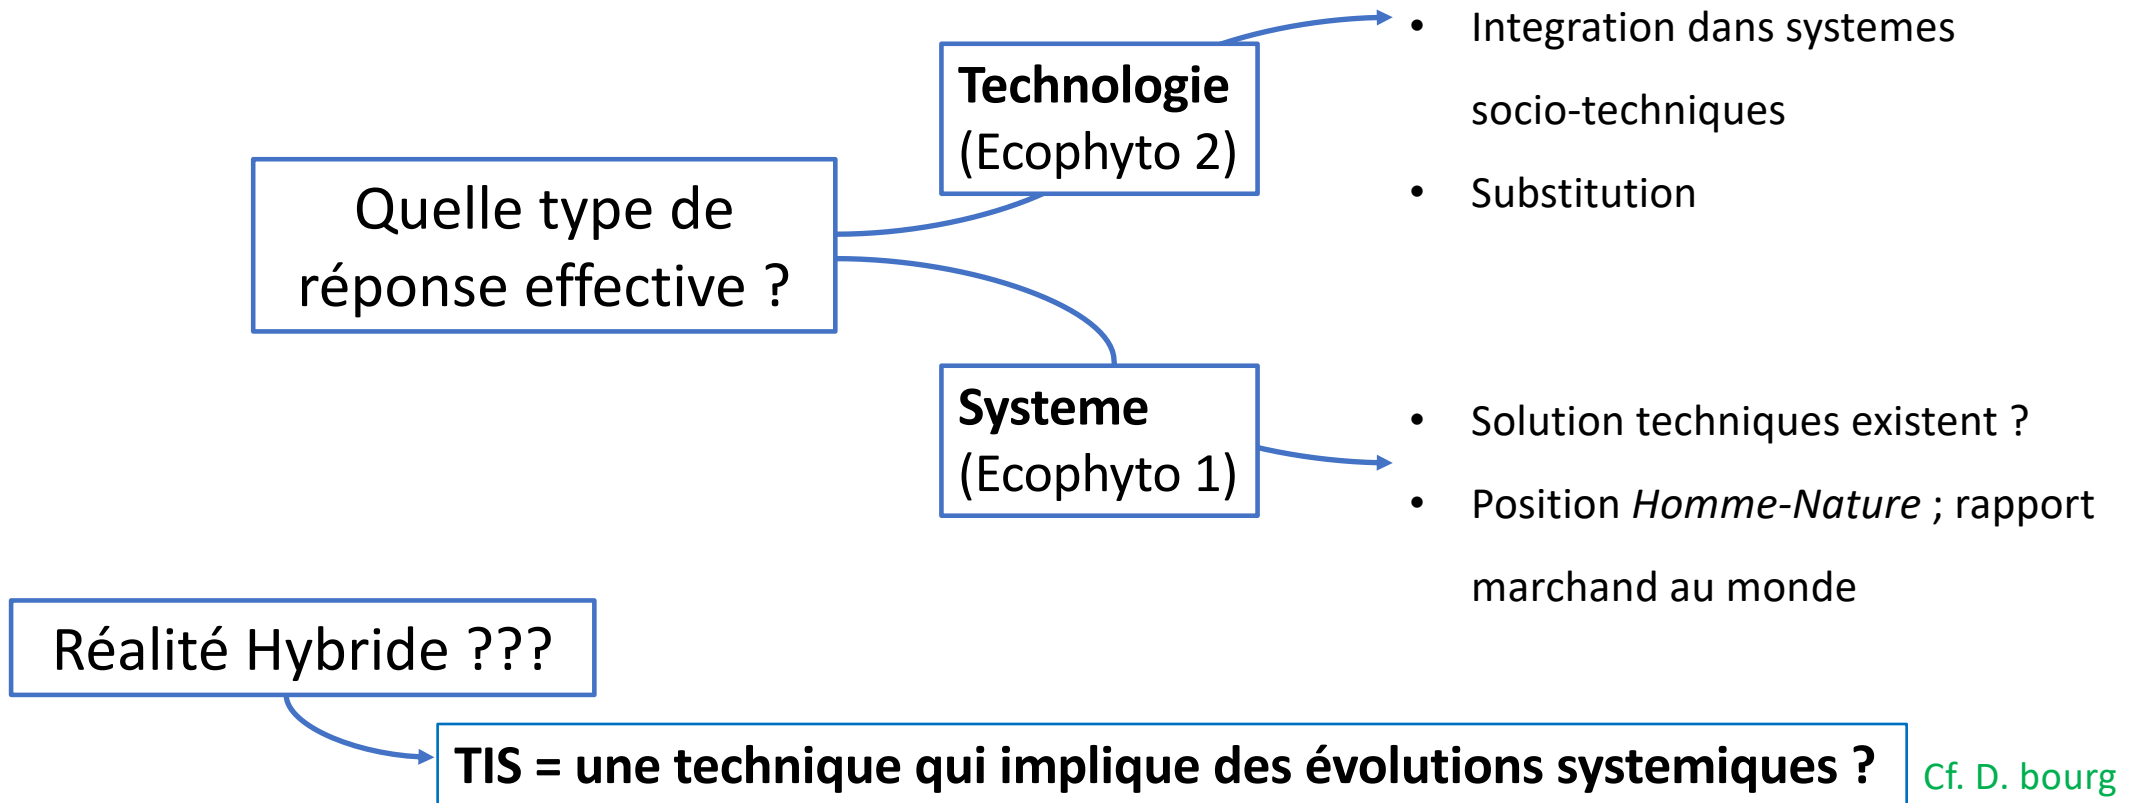 Technologie
(Ecophyto 2)
• Integration dans systemes
socio-techniques
• Substitution
Quelle type de
réponse effective ?
Systeme
(Ecophyto 1)
• Solution techniques existent ?
• Position Homme-Nature ; rapport
marchand au monde
Réalité Hybride ???
TIS = une technique qui implique des évolutions systemiques ?
Cf. D. bourg